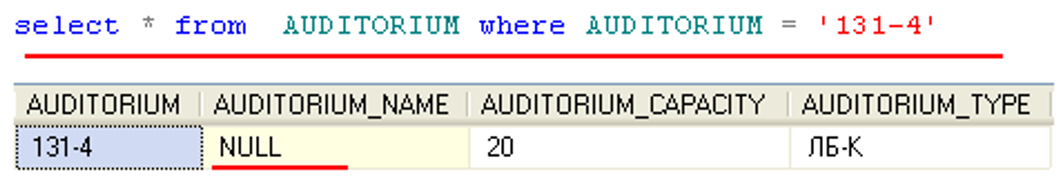 select * from AUDITORIUM where AUDITORIUM = '131-4'
AUDITORIUM AUDITORIUM_NAME AUDITORIUM_CAPACITY AUDITORIUM_TYPE
131-4 NULL 20 ЛБ-К